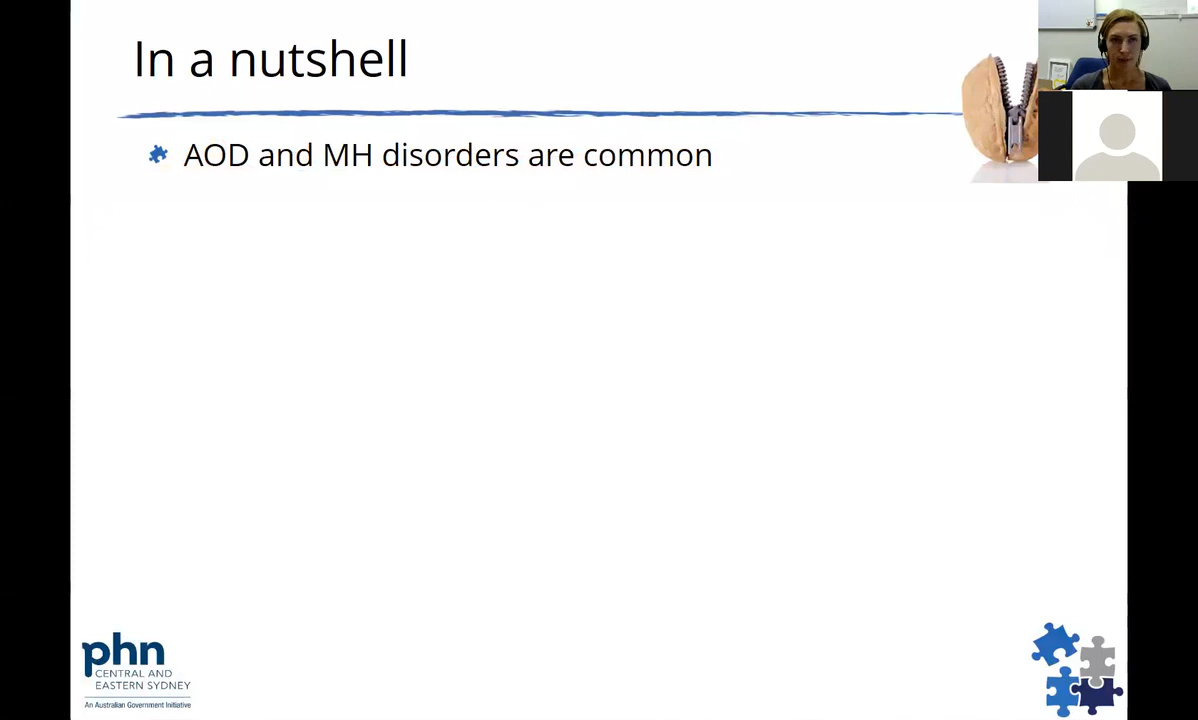 In a nutshell
AOD and MH disorders are common
phn
CENTRAL AND
EASTERN SYDNEY
An Australian Government Initiative